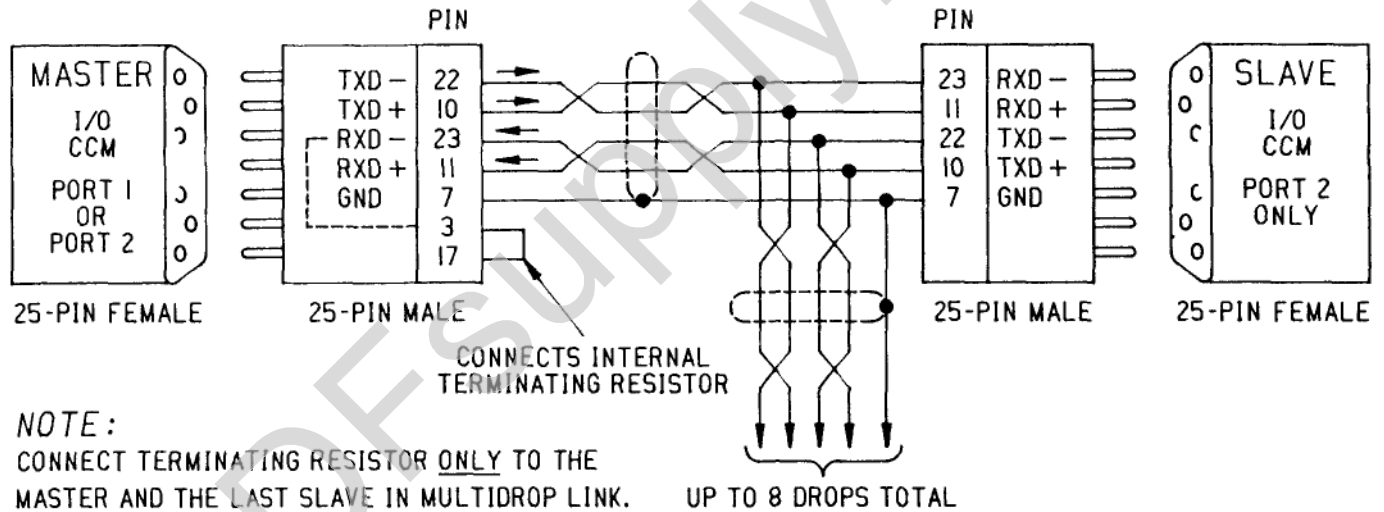 PIN PIN
MASTER
I/O
CCM
PORT 1
OR
PORT 2
25-PIN FEMALE
TXD - 22
TXD + 10
RXD - 23
RXD + 11
GND 7
3
17
25-PIN MALE
CONNECTS INTERNAL
TERMINATING RESISTOR
23 RXD -
11 RXD +
22 TXD -
10 TXD +
7 GND
25-PIN MALE
SLAVE
I/O
CCM
PORT 2
ONLY
25-PIN FEMALE
NOTE:
CONNECT TERMINATING RESISTOR ONLY TO THE
MASTER AND THE LAST SLAVE IN MULTIDROP LINK.
UP TO 8 DROPS TOTAL
DFsupply.